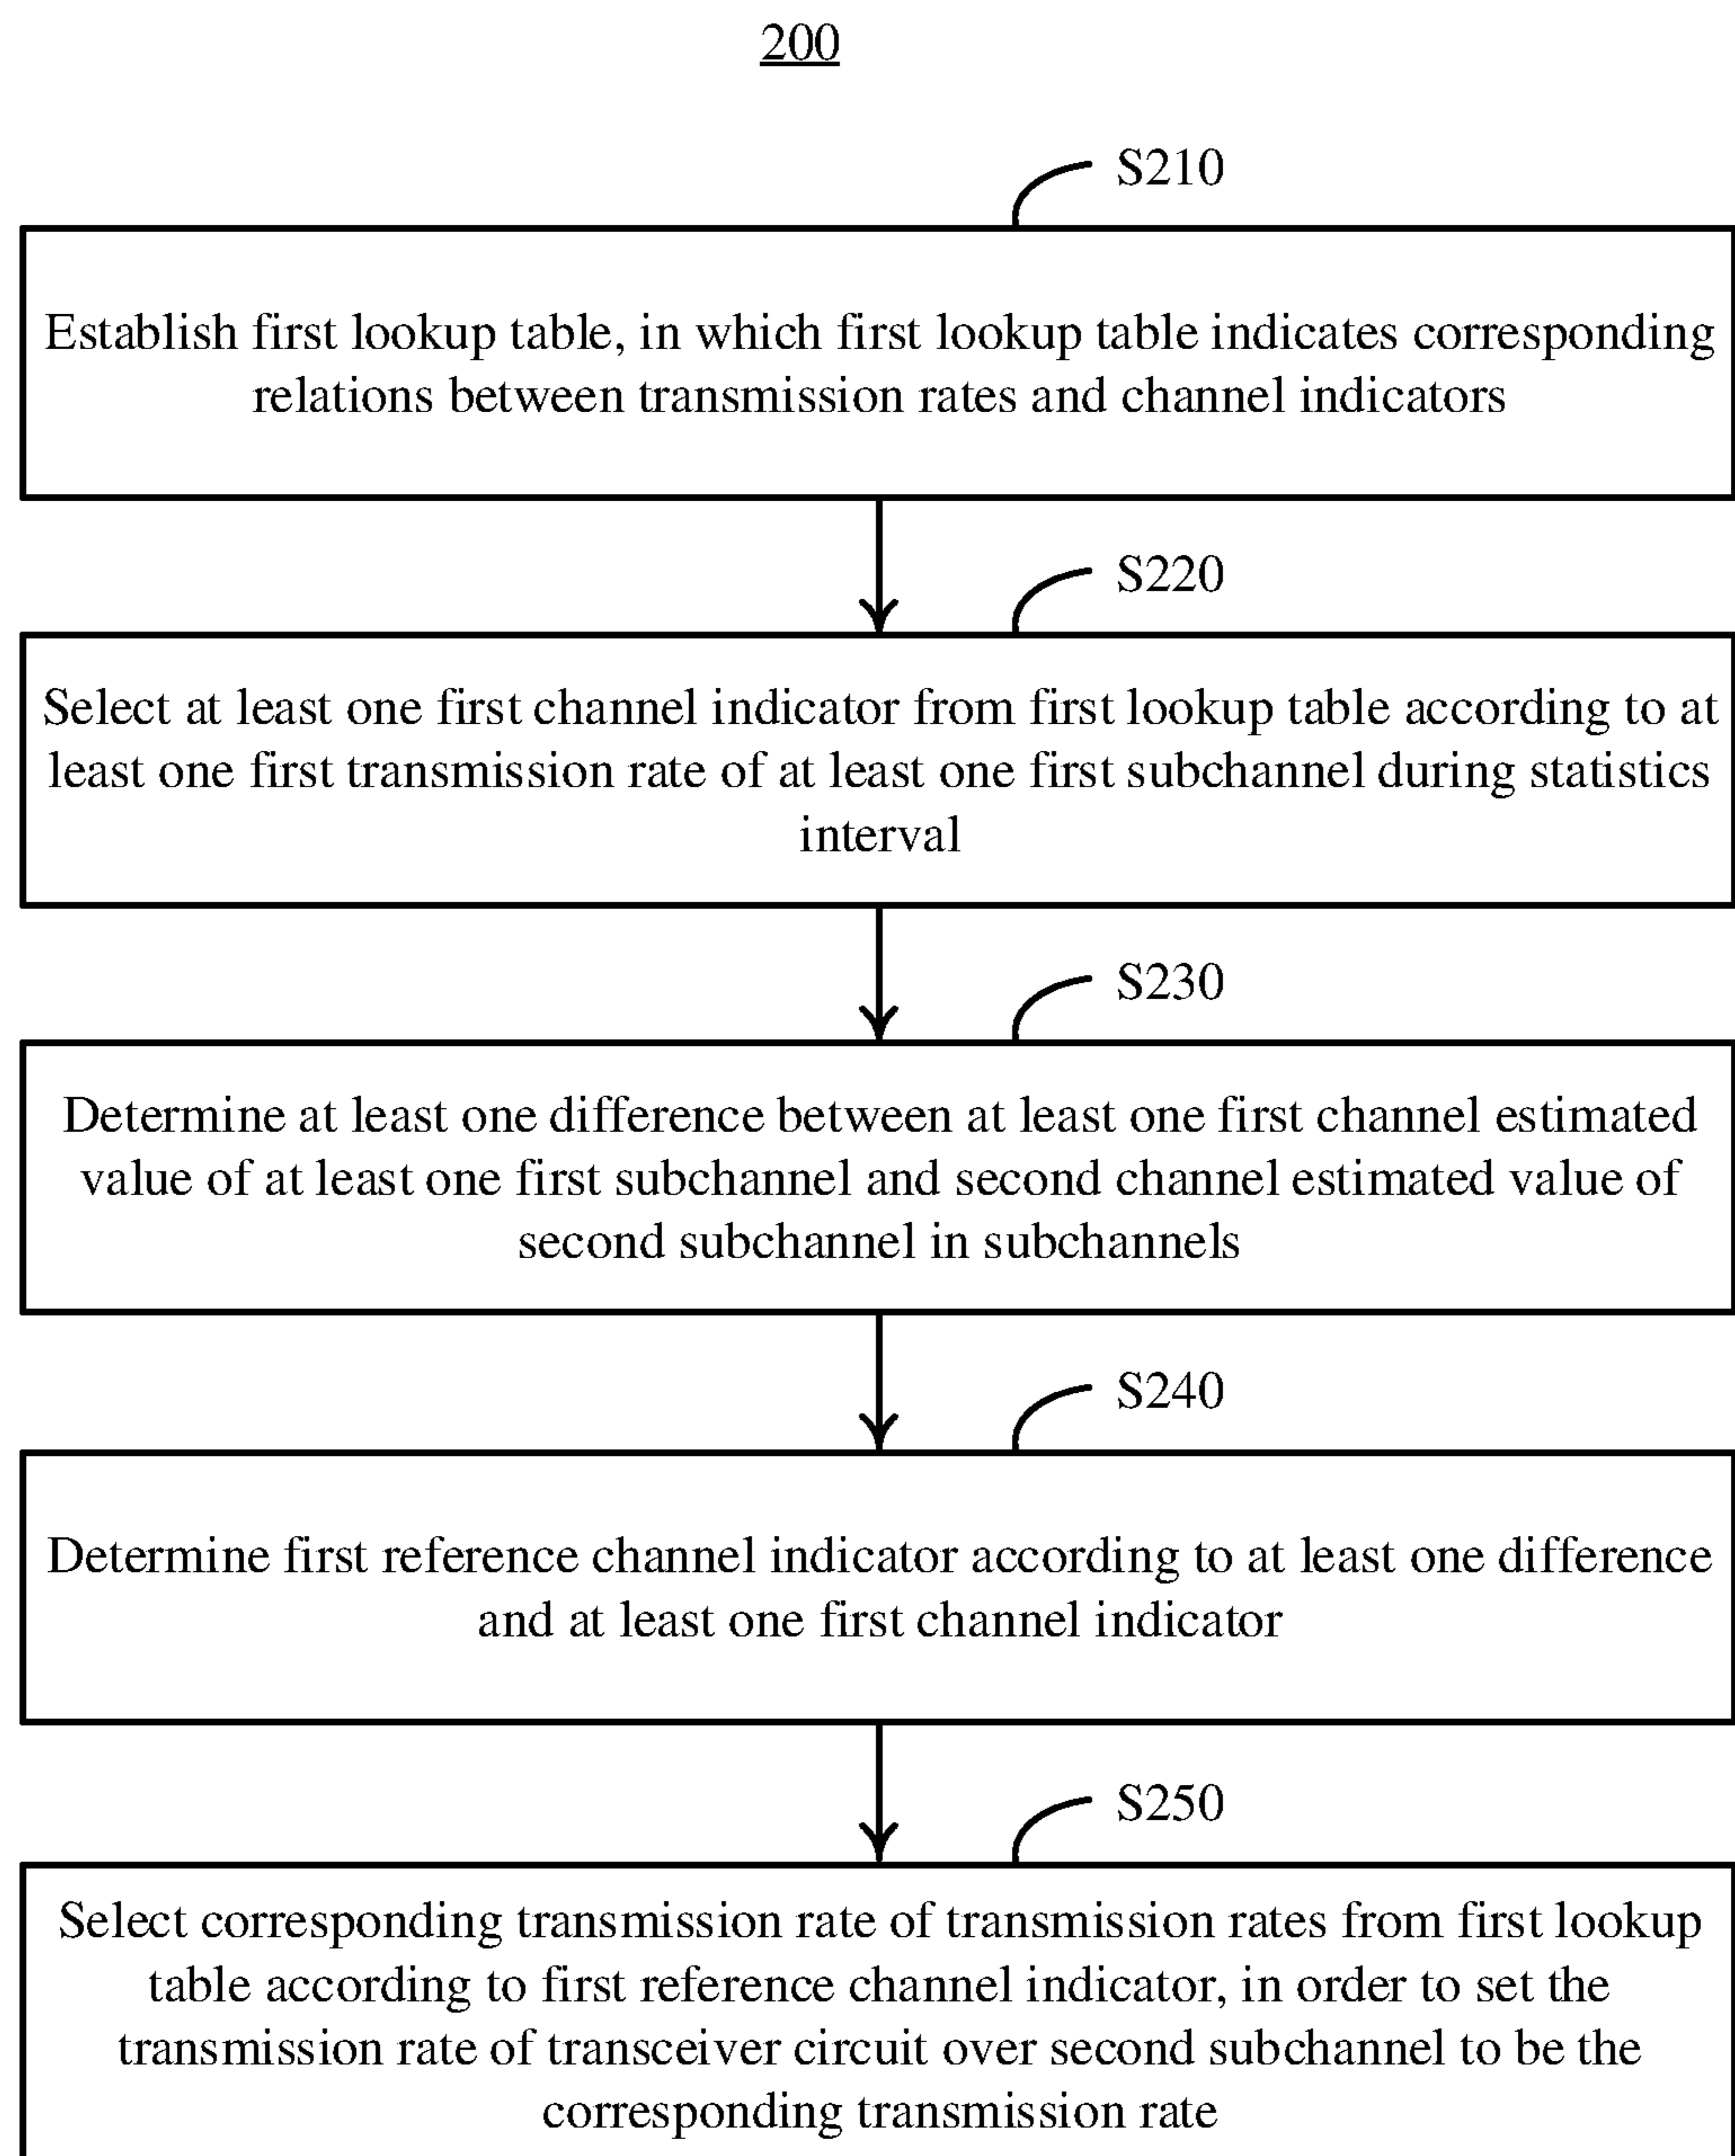 200
S210
Establish first lookup table, in which first lookup table indicates corresponding
relations between transmission rates and channel indicators
S220
Select at least one first channel indicator from first lookup table according to at
least one first transmission rate of at least one first subchannel during statistics
interval
S230
Determine at least one difference between at least one first channel estimated
value of at least one first subchannel and second channel estimated value of
second subchannel in subchannels
S240
Determine first reference channel indicator according to at least one difference
and at least one first channel indicator
S250
Select corresponding transmission rate of transmission rates from first lookup
table according to first reference channel indicator, in order to set the
transmission rate of transceiver circuit over second subchannel to be the
corresponding transmission rate